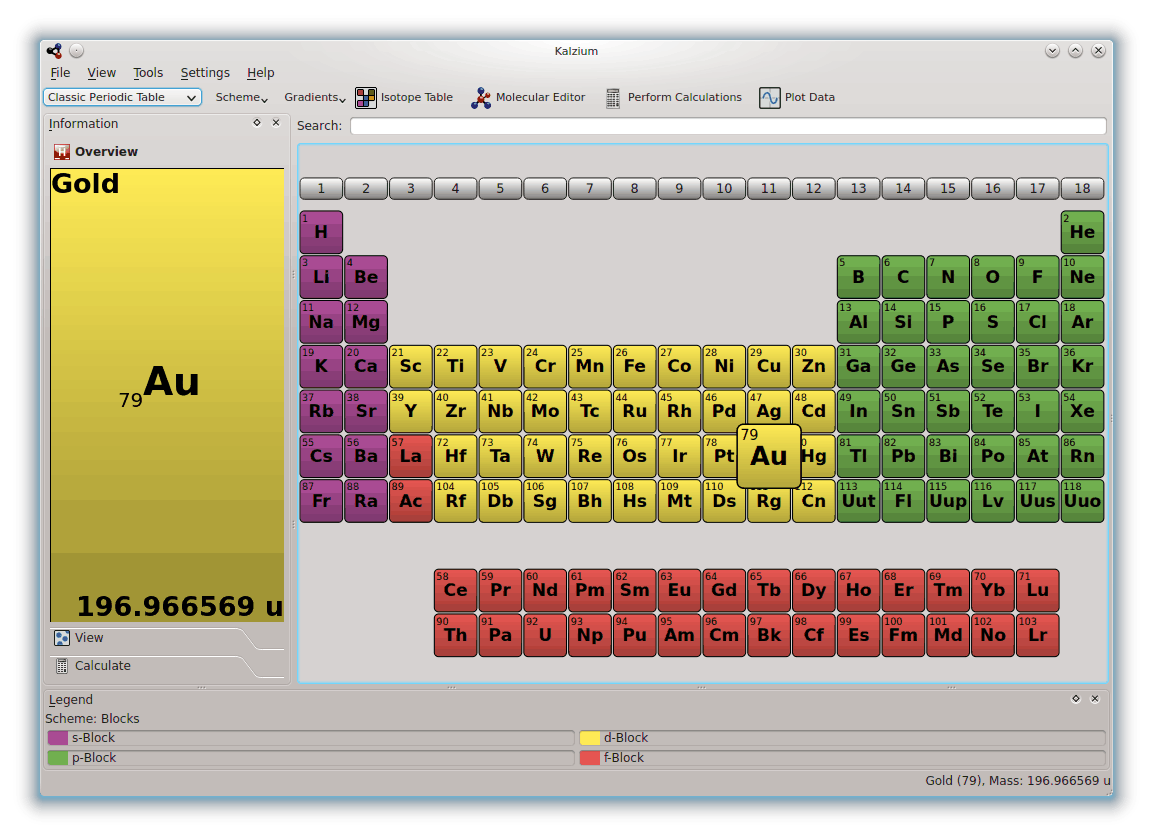 Kalzium
File View Tools Settings Help
Classic Periodic Table Scheme Gradients Isotope Table Molecular Editor Perform Calculations Plot Data
Information
Search:
Overview
Gold
79Au
196.966569 u
View
Calculate
1 2 3 4 5 6 7 8 9 10 11 12 13 14 15 16 17 18
1 H 2 He
3 Li 4 Be 5 B 6 C 7 N 8 O 9 F 10 Ne
11 Na 12 Mg 13 Al 14 Si 15 P 16 S 17 Cl 18 Ar
19 K 20 Ca 21 Sc 22 Ti 23 V 24 Cr 25 Mn 26 Fe 27 Co 28 Ni 29 Cu 30 Zn 31 Ga 32 Ge 33 As 34 Se 35 Br 36 Kr
37 Rb 38 Sr 39 Y 40 Zr 41 Nb 42 Mo 43 Tc 44 Ru 45 Rh 46 Pd 47 Ag 48 Cd 49 In 50 Sn 51 Sb 52 Te 53 I 54 Xe
55 Cs 56 Ba 57 La 72 Hf 73 Ta 74 W 75 Re 76 Os 77 Ir 78 Pt 79 Au 0 Hg 81 Tl 82 Pb 83 Bi 84 Po 85 At 86 Rn
87 Fr 88 Ra 89 Ac 104 Rf 105 Db 106 Sg 107 Bh 108 Hs 109 Mt 110 Ds Rg 12 Cn 113 Uut 114 Fl 115 Uup 116 Lv 117 Uus 118 Uuo
58 Ce 59 Pr 60 Nd 61 Pm 62 Sm 63 Eu 64 Gd 65 Tb 66 Dy 67 Ho 68 Er 69 Tm 70 Yb 71 Lu
90 Th 91 Pa 92 U 93 Np 94 Pu 95 Am 96 Cm 97 Bk 98 Cf 99 Es 100 Fm 101 Md 102 No 103 Lr
Legend
Scheme: Blocks
s-Block d-Block
p-Block f-Block
Gold (79), Mass: 196.966569 u